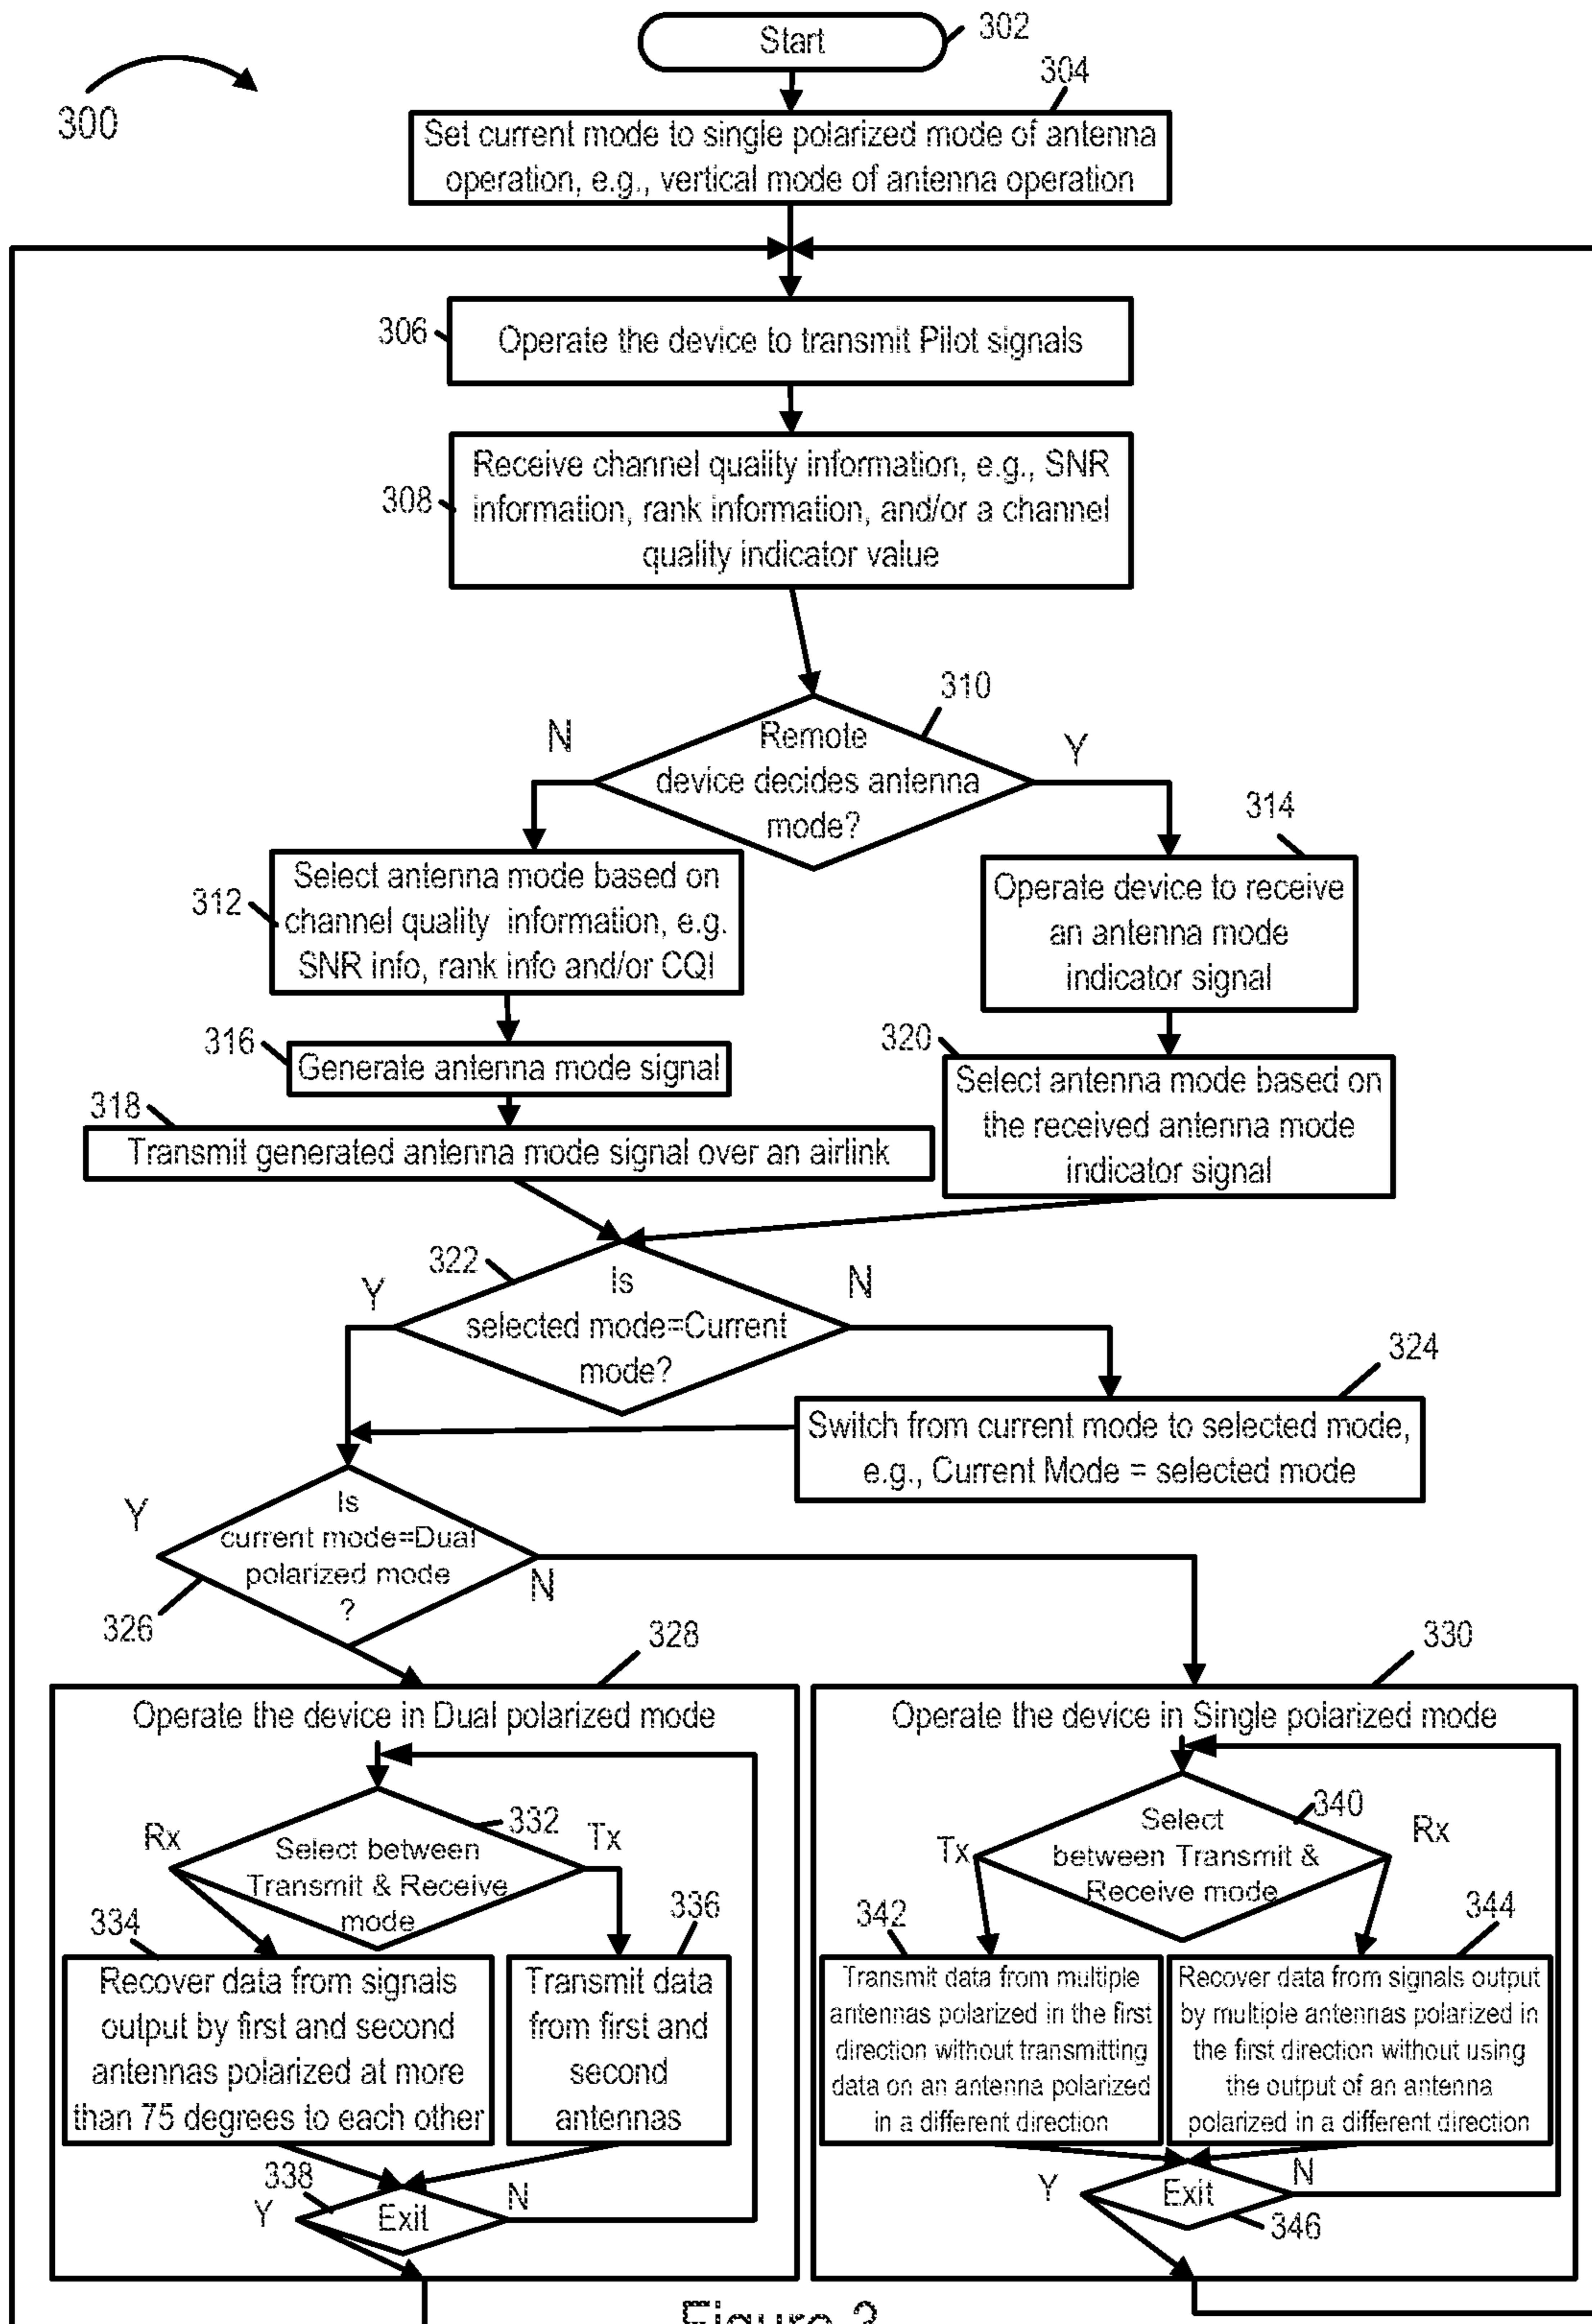 Start
302
300
304
Set current mode to single polarized mode of antenna
operation, e.g., vertical mode of antenna operation
306
Operate the device to transmit Pilot signals
308
Receive channel quality information, e.g., SNR
information, rank information, and/or a channel
quality indicator value
310
N
Remote
device decides antenna
mode?
Y
312
Select antenna mode based on
channel quality information, e.g.
SNR info, rank info and/or CQI
314
Operate device to receive
an antenna mode
indicator signal
316
Generate antenna mode signal
318
Transmit generated antenna mode signal over an airlink
320
Select antenna mode based on
the received antenna mode
indicator signal
322
Y
Is
selected mode=Current
mode?
N
324
Switch from current mode to selected mode,
e.g., Current Mode = selected mode
Y
Is
current mode=Dual
polarized mode
?
N
326
328
Operate the device in Dual polarized mode
332
Rx
Select between
Transmit & Receive
mode
Tx
334
Recover data from signals
output by first and second
antennas polarized at more
than 75 degrees to each other
336
Transmit data
from first and
second
antennas
338
Y
Exit
N
330
Operate the device in Single polarized mode
340
Tx
Select
between Transmit &
Receive mode
Rx
342
Transmit data from multiple
antennas polarized in the first
direction without transmitting
data on an antenna polarized
in a different direction
344
Recover data from signals output
by multiple antennas polarized in
the first direction without using
the output of an antenna
polarized in a different direction
Y
Exit
N
346
Figure 3